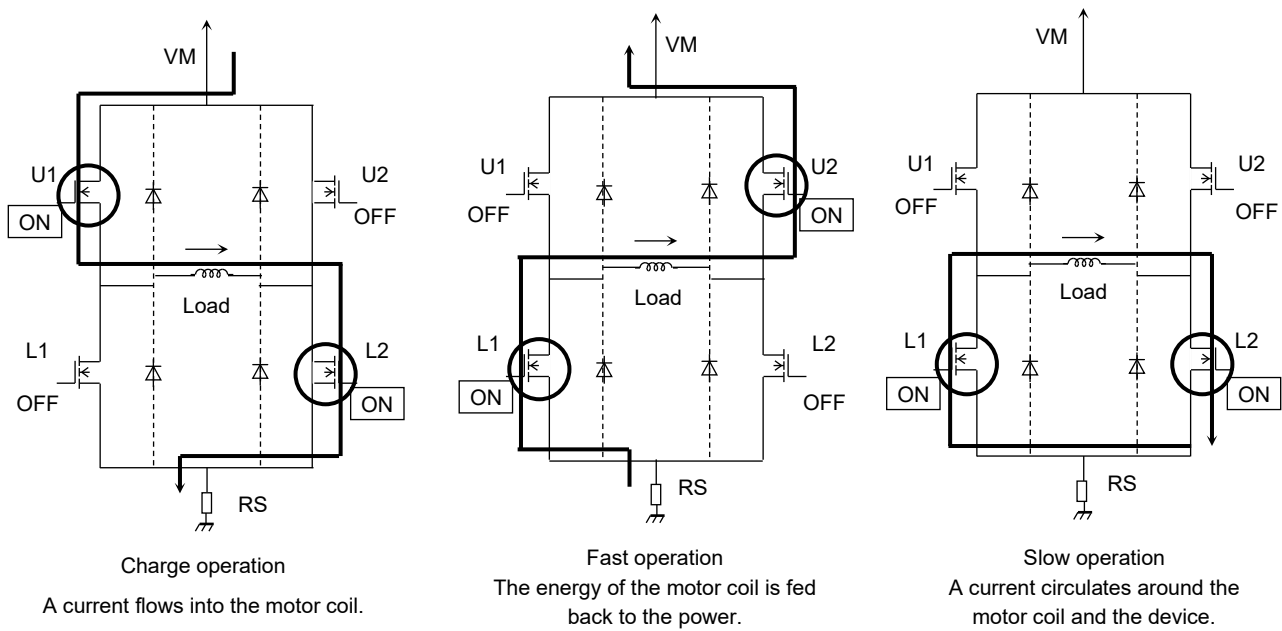 VM
U1
ON
U2
OFF
Load
L1
OFF
L2
ON
RS
Charge operation
A current flows into the motor coil.
VM
U1
OFF
U2
ON
Load
L1
ON
L2
OFF
RS
Fast operation
The energy of the motor coil is fed
back to the power.
VM
U1
OFF
U2
OFF
Load
L1
ON
L2
ON
RS
Slow operation
A current circulates around the
motor coil and the device.